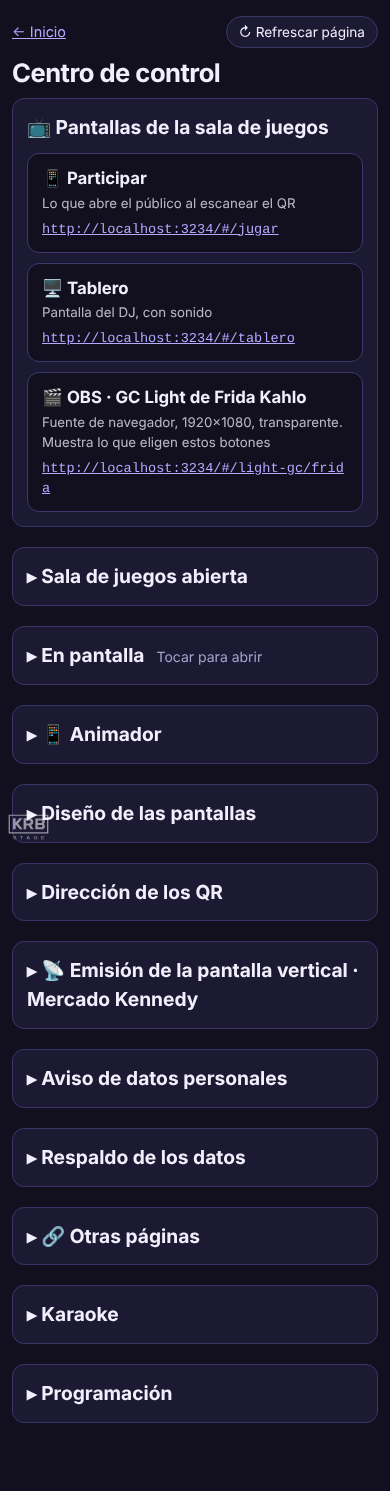 ← Inicio
↻ Refrescar página
Centro de control
📺 Pantallas de la sala de juegos
📱 Participar
Lo que abre el público al escanear el QR
http://localhost:3234/#/jugar
🖥️ Tablero
Pantalla del DJ, con sonido
http://localhost:3234/#/tablero
🎬 OBS · GC Light de Frida Kahlo
Fuente de navegador, 1920×1080, transparente.
Muestra lo que eligen estos botones
http://localhost:3234/#/light-gc/frid
a
▸ Sala de juegos abierta
▸ En pantalla Tocar para abrir
▸ 📱 Animador
▸ Diseño de las pantallas
KRB
STAGE
▸ Dirección de los QR
▸ 📡 Emisión de la pantalla vertical ·
Mercado Kennedy
▸ Aviso de datos personales
▸ Respaldo de los datos
▸ 🔗 Otras páginas
▸ Karaoke
▸ Programación